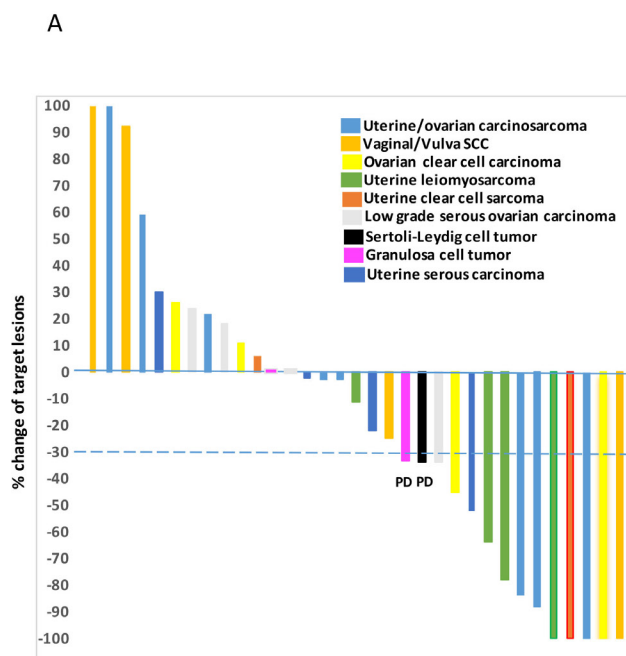 A
100
90
80
70
60
50
40
30
20
10
0
-10
-20
-30
-40
-50
-60
-70
-80
-90
-100
% change of target lesions
Uterine/ovarian carcinosarcoma
Vaginal/Vulva SCC
Ovarian clear cell carcinoma
Uterine leiomyosarcoma
Uterine clear cell sarcoma
Low grade serous ovarian carcinoma
Sertoli-Leydig cell tumor
Granulosa cell tumor
Uterine serous carcinoma
PD PD